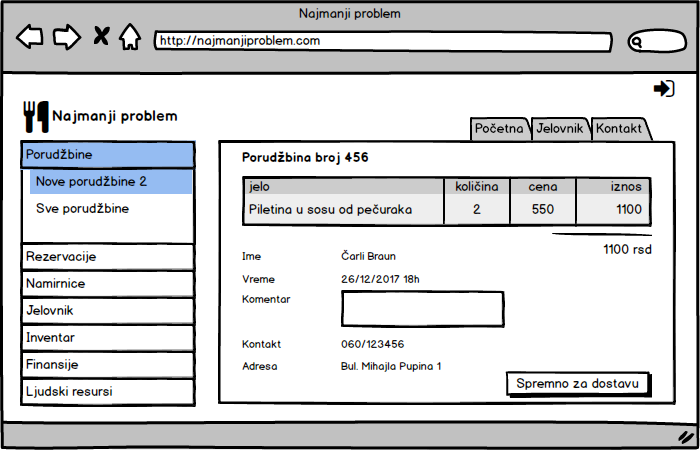 Najmanji problem
http://najmanjiproblem.com
Najmanji problem
Početna Jelovnik Kontakt
Porudžbine
Nove porudžbine 2
Sve porudžbine
Rezervacije
Namirnice
Jelovnik
Inventar
Finansije
Ljudski resursi
Porudžbina broj 456
jelo količina cena iznos
Piletina u sosu od pečuraka 2 550 1100
1100 rsd
Ime Čarli Braun
Vreme 26/12/2017 18h
Komentar
Kontakt 060/123456
Adresa Bul. Mihajla Pupina 1
Spremno za dostavu